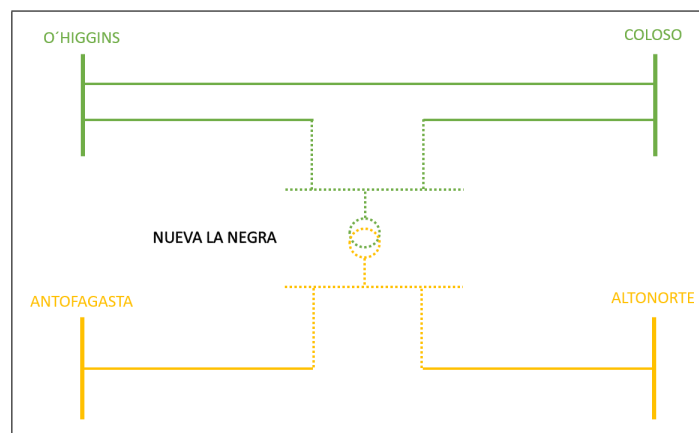 O´HIGGINS
COLOSO
NUEVA LA NEGRA
ANTOFAGASTA
ALTONORTE